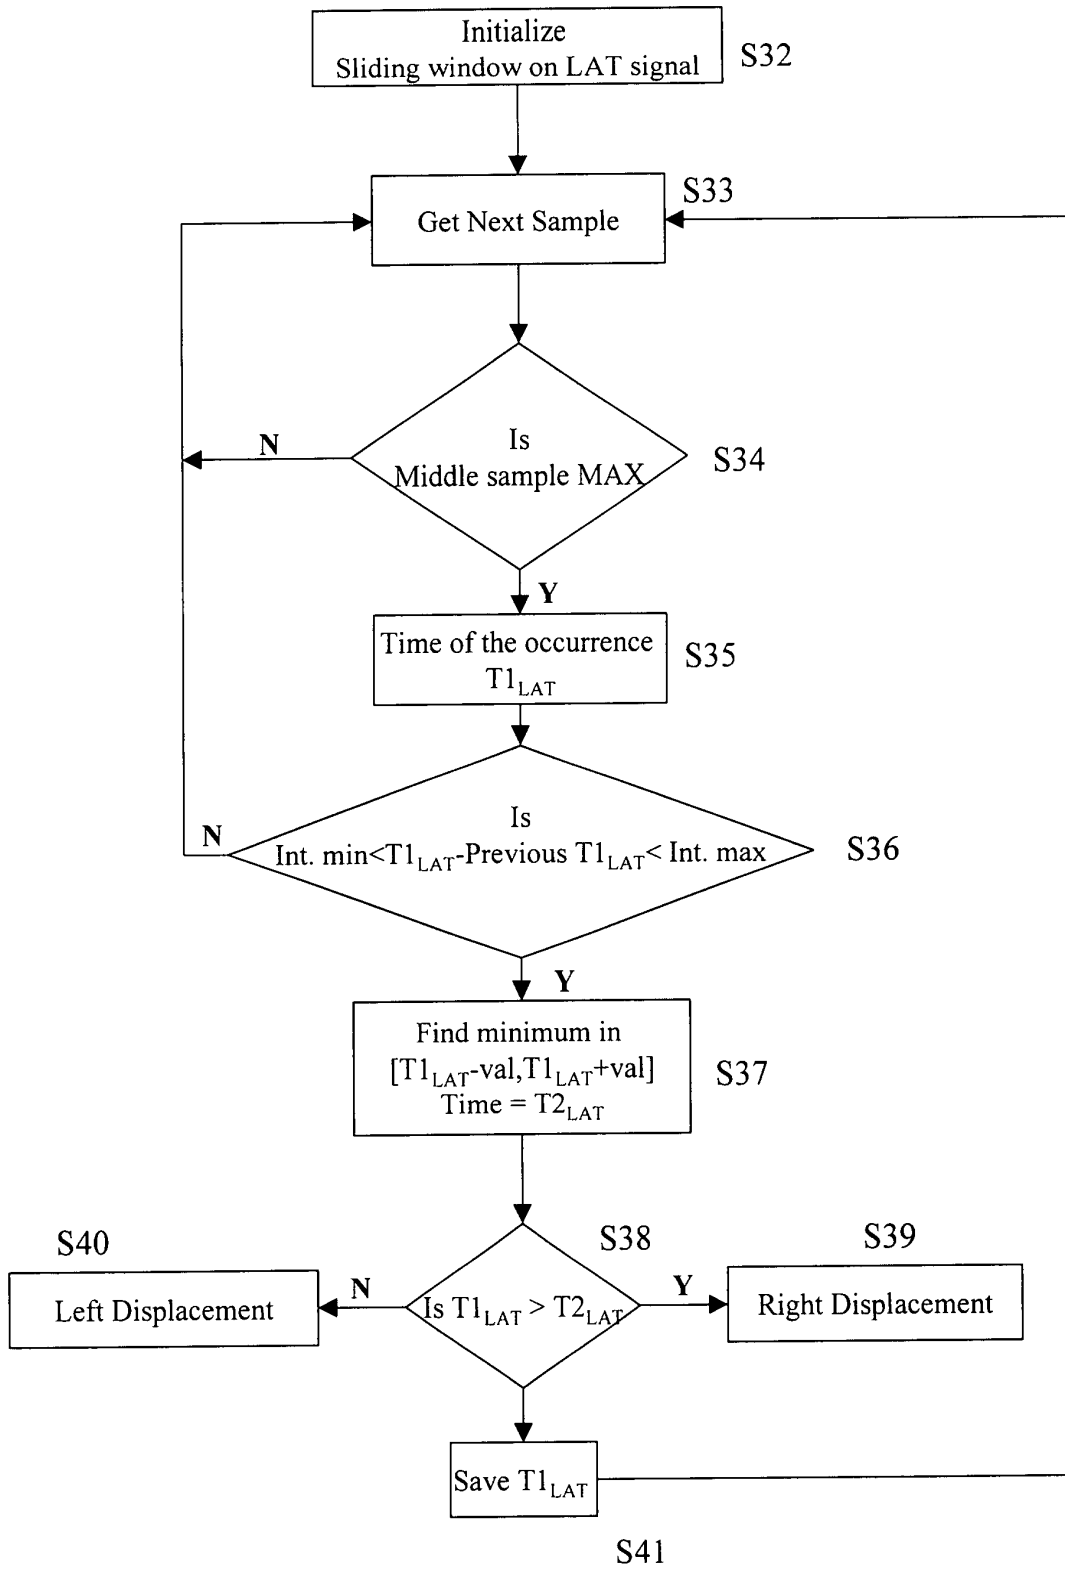 Initialize
Sliding window on LAT signal
S32
S33
Get Next Sample
N
Is
Middle sample MAX
S34
Y
Time of the occurrence
T1LAT
S35
N
Is
Int. min<T1LAT-Previous T1LAT< Int. max
S36
Y
Find minimum in
[T1LAT-val,T1LAT+val]
Time = T2LAT
S37
S40
S38
S39
Left Displacement
N
Is T1LAT > T2LAT
Y
Right Displacement
Save T1LAT
S41